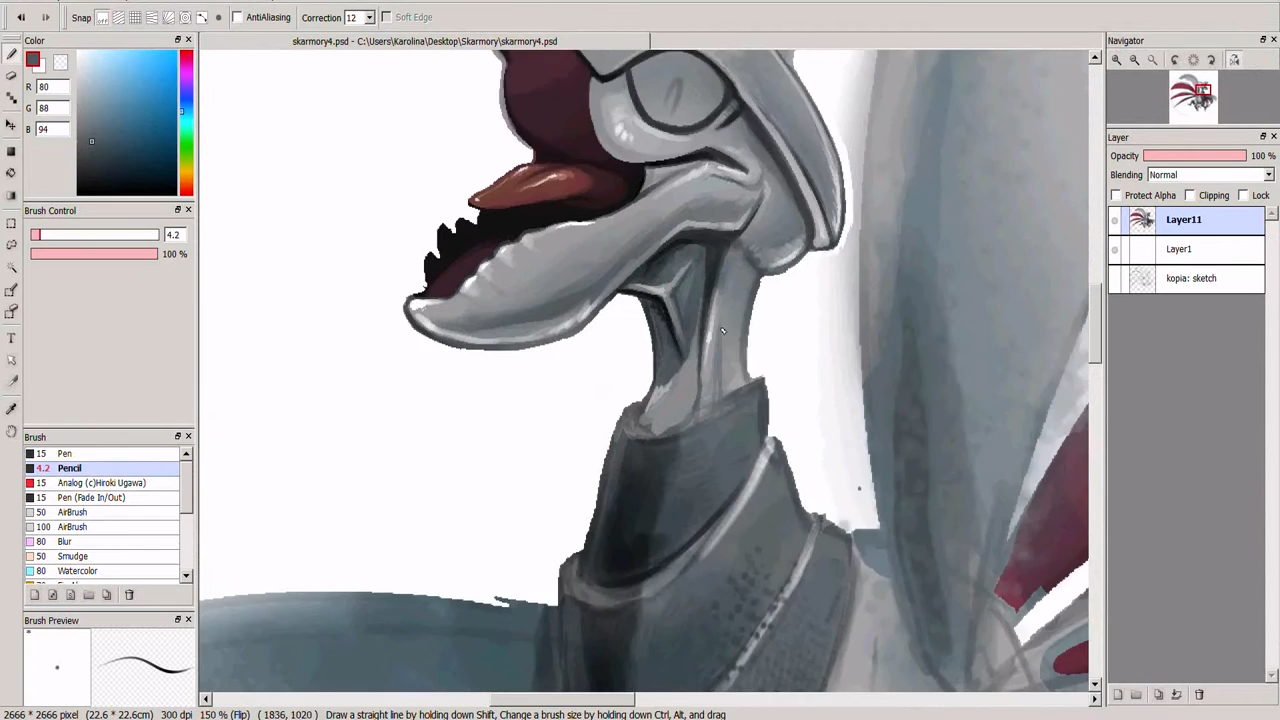 Snap AntiAliasing Correction 12 Soft Edge
skarmory4.psd - C:\Users\Karolina\Desktop\Skarmory\skarmory4.psd
Color
R 80
G 88
B 94
Brush Control
4.2
100 %
Brush
15 Pen
4.2 Pencil
15 Analog (c)Hiroki Ugawa)
15 Pen (Fade In/Out)
50 AirBrush
100 AirBrush
80 Blur
50 Smudge
80 Watercolor
Brush Preview
Navigator
Layer
Opacity 100 %
Blending Normal
Protect Alpha Clipping Lock
Layer11
Layer1
kopia: sketch
2666 * 2666 pixel (22.6 * 22.6cm) 300 dpi 150 % (Flip) ( 1836, 1020 ) Draw a straight line by holding down Shift, Change a brush size by holding down Ctrl, Alt, and drag